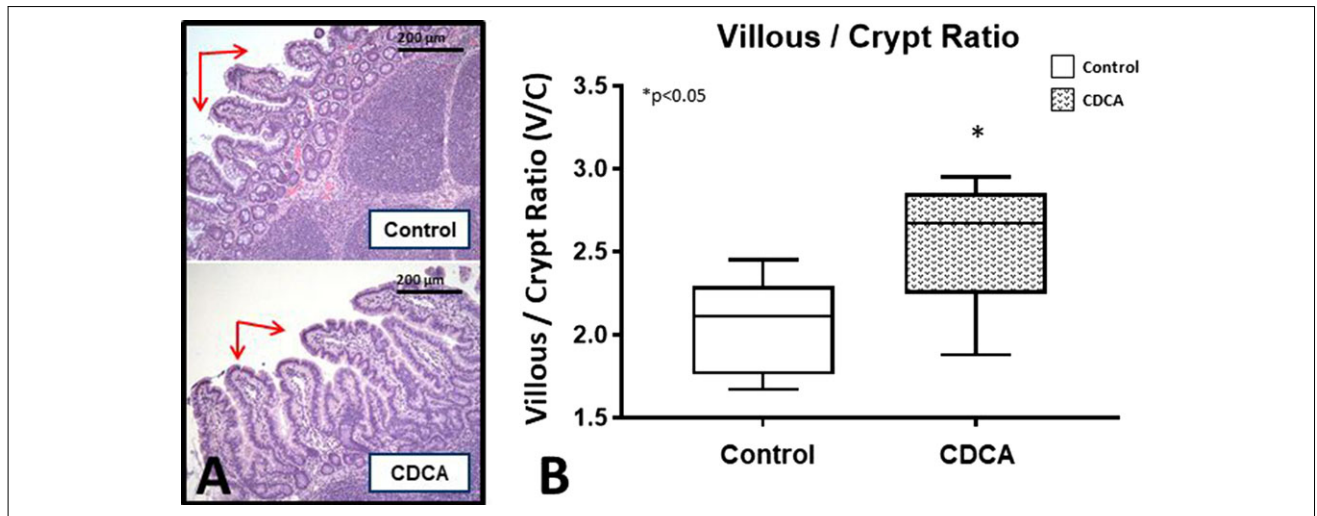 200 µm
Control
200 µm
CDCA
A
Villous / Crypt Ratio
Control
CDCA
*p<0.05
*
Villous / Crypt Ratio (V/C)
3.5
3.0
2.5
2.0
1.5
Control
CDCA
B